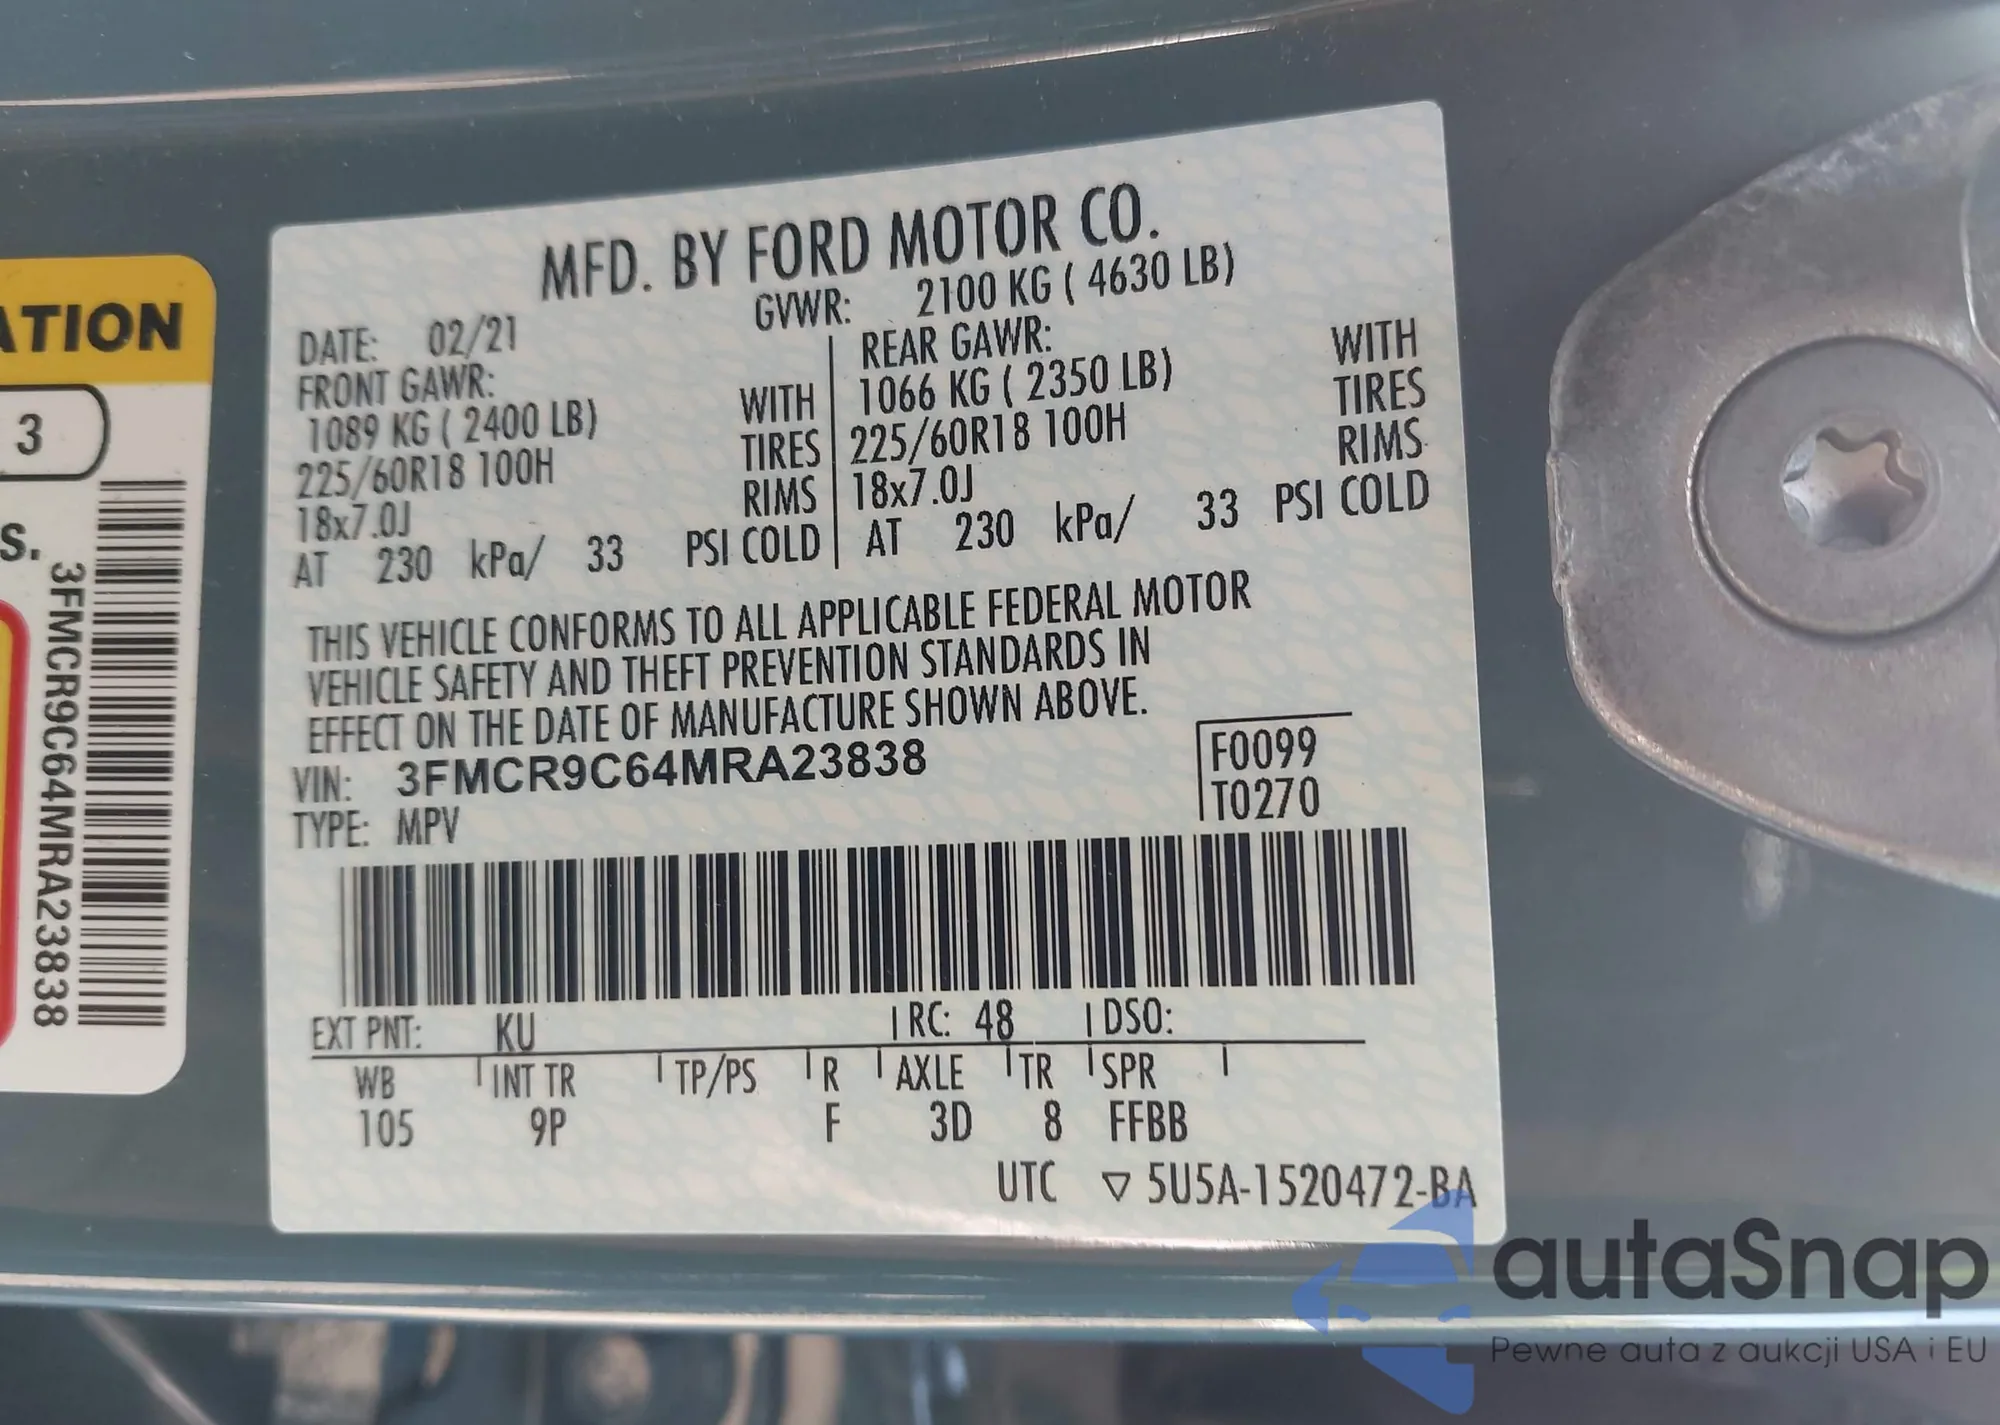 ATION
3
S.
3FMCR9C64MRA23838
MFD. BY FORD MOTOR CO.
DATE: 02/21 GVWR: 2100 KG ( 4630 LB)
FRONT GAWR:
1089 KG ( 2400 LB) WITH
225/60R18 100H TIRES
18x7.0J RIMS
AT 230 kPa/ 33 PSI COLD
REAR GAWR: WITH
1066 KG ( 2350 LB) TIRES
225/60R18 100H RIMS
18x7.0J
AT 230 kPa/ 33 PSI COLD
THIS VEHICLE CONFORMS TO ALL APPLICABLE FEDERAL MOTOR
VEHICLE SAFETY AND THEFT PREVENTION STANDARDS IN
EFFECT ON THE DATE OF MANUFACTURE SHOWN ABOVE.
VIN: 3FMCR9C64MRA23838
TYPE: MPV
F0099
T0270
EXT PNT: KU RC: 48 DSO:
WB INT TR TP/PS R AXLE TR SPR
105 9P F 3D 8 FFBB
UTC ▽ 5U5A-1520472-BA
autaSnap
Pewne auta z aukcji USA i EU